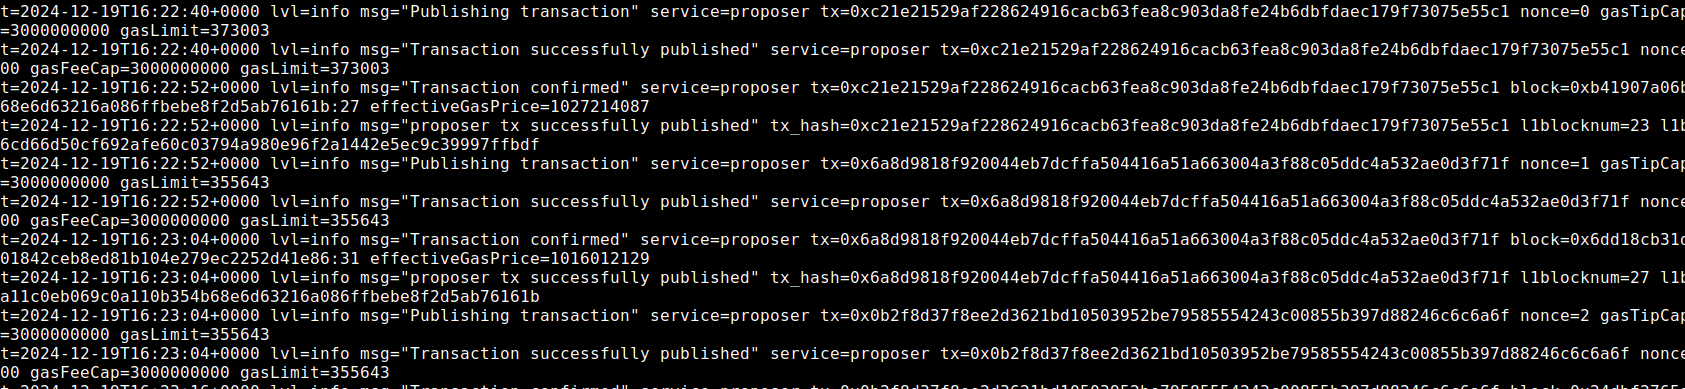 t=2024-12-19T16:22:40+0000 lvl=info msg="Publishing transaction" service=proposer tx=0xc21e21529af228624916cacb63fea8c903da8fe24b6dbfdaec179f73075e55c1 nonce=0 gasTipCap
=3000000000 gasLimit=373003
t=2024-12-19T16:22:40+0000 lvl=info msg="Transaction successfully published" service=proposer tx=0xc21e21529af228624916cacb63fea8c903da8fe24b6dbfdaec179f73075e55c1 nonce
00 gasFeeCap=3000000000 gasLimit=373003
t=2024-12-19T16:22:52+0000 lvl=info msg="Transaction confirmed" service=proposer tx=0xc21e21529af228624916cacb63fea8c903da8fe24b6dbfdaec179f73075e55c1 block=0xb41907a06b
68e6d63216a086ffbebe8f2d5ab76161b:27 effectiveGasPrice=1027214087
t=2024-12-19T16:22:52+0000 lvl=info msg="proposer tx successfully published" tx_hash=0xc21e21529af228624916cacb63fea8c903da8fe24b6dbfdaec179f73075e55c1 l1blocknum=23 l1b
6cd66d50cf692afe60c03794a980e96f2a1442e5ec9c39997ffbdf
t=2024-12-19T16:22:52+0000 lvl=info msg="Publishing transaction" service=proposer tx=0x6a8d9818f920044eb7dcffa504416a51a663004a3f88c05ddc4a532ae0d3f71f nonce=1 gasTipCap
=3000000000 gasLimit=355643
t=2024-12-19T16:22:52+0000 lvl=info msg="Transaction successfully published" service=proposer tx=0x6a8d9818f920044eb7dcffa504416a51a663004a3f88c05ddc4a532ae0d3f71f nonce
00 gasFeeCap=3000000000 gasLimit=355643
t=2024-12-19T16:23:04+0000 lvl=info msg="Transaction confirmed" service=proposer tx=0x6a8d9818f920044eb7dcffa504416a51a663004a3f88c05ddc4a532ae0d3f71f block=0x6dd18cb31d
01842ceb8ed81b104e279ec2252d41e86:31 effectiveGasPrice=1016012129
t=2024-12-19T16:23:04+0000 lvl=info msg="proposer tx successfully published" tx_hash=0x6a8d9818f920044eb7dcffa504416a51a663004a3f88c05ddc4a532ae0d3f71f l1blocknum=27 l1b
a11c0eb069c0a110b354b68e6d63216a086ffbebe8f2d5ab76161b
t=2024-12-19T16:23:04+0000 lvl=info msg="Publishing transaction" service=proposer tx=0x0b2f8d37f8ee2d3621bd10503952be79585554243c00855b397d88246c6c6a6f nonce=2 gasTipCap
=3000000000 gasLimit=355643
t=2024-12-19T16:23:04+0000 lvl=info msg="Transaction successfully published" service=proposer tx=0x0b2f8d37f8ee2d3621bd10503952be79585554243c00855b397d88246c6c6a6f nonce
00 gasFeeCap=3000000000 gasLimit=355643